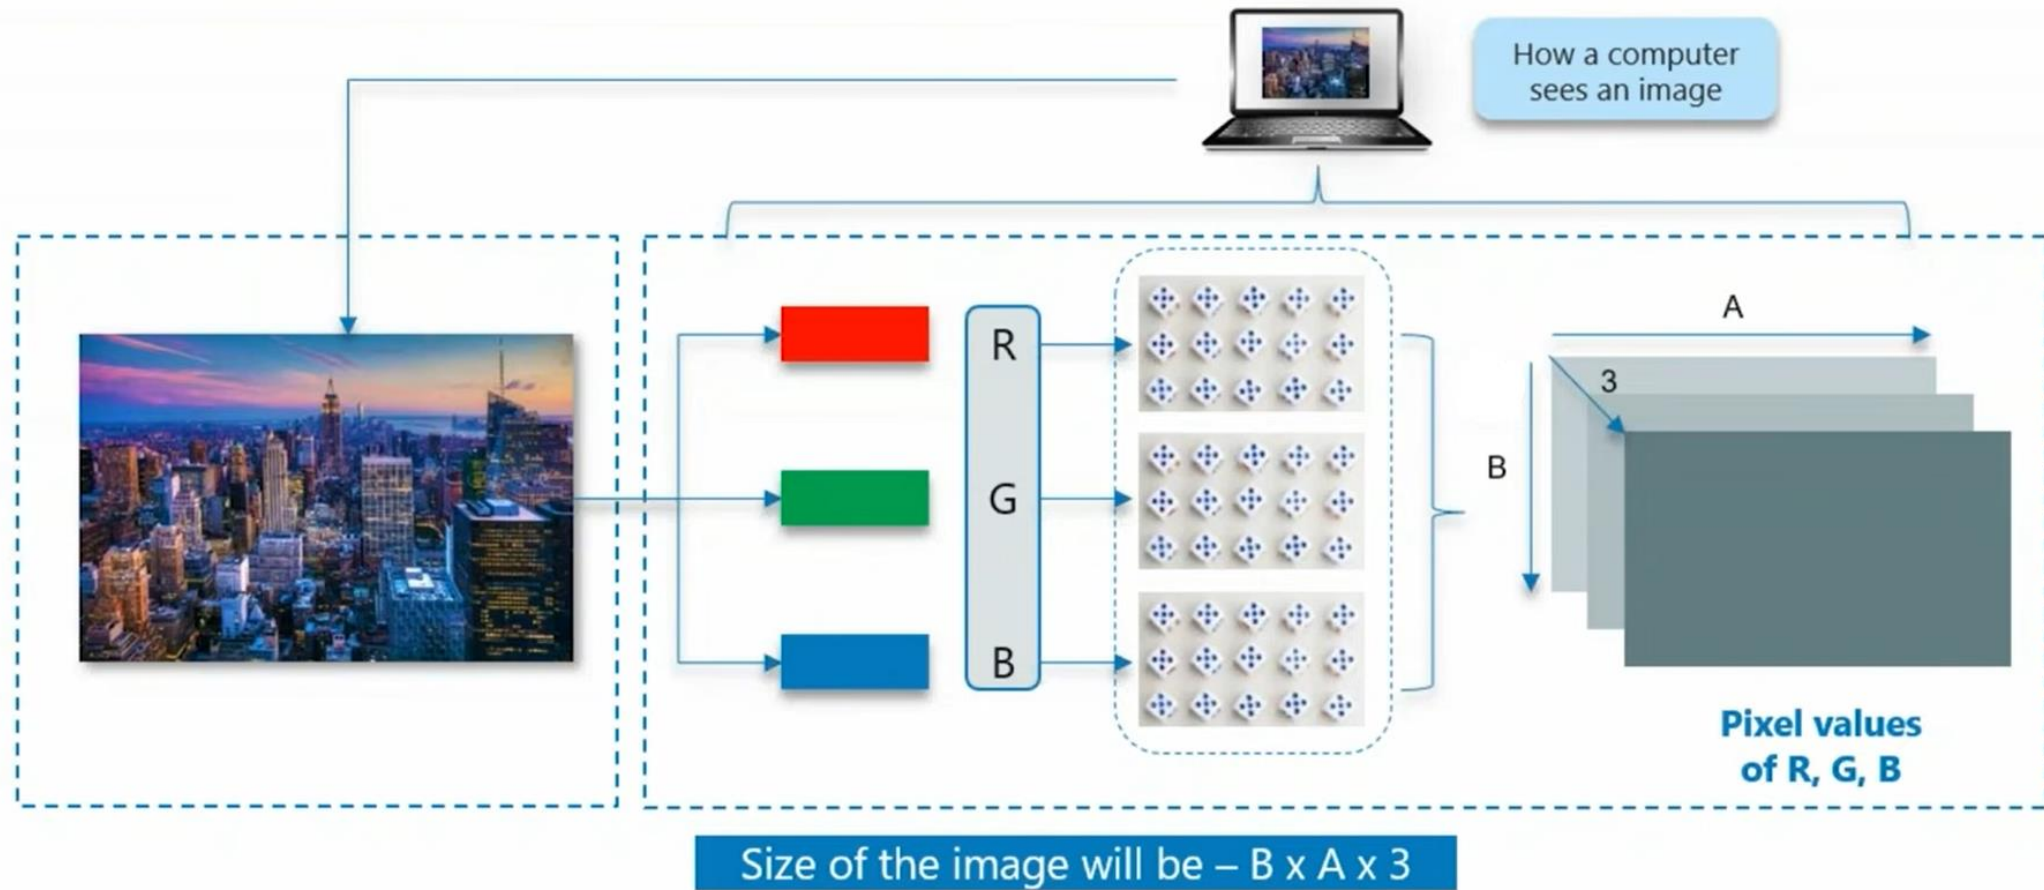 How a computer
sees an image
R
G
B
A
3
B
Pixel values
of R, G, B
Size of the image will be – B x A x 3